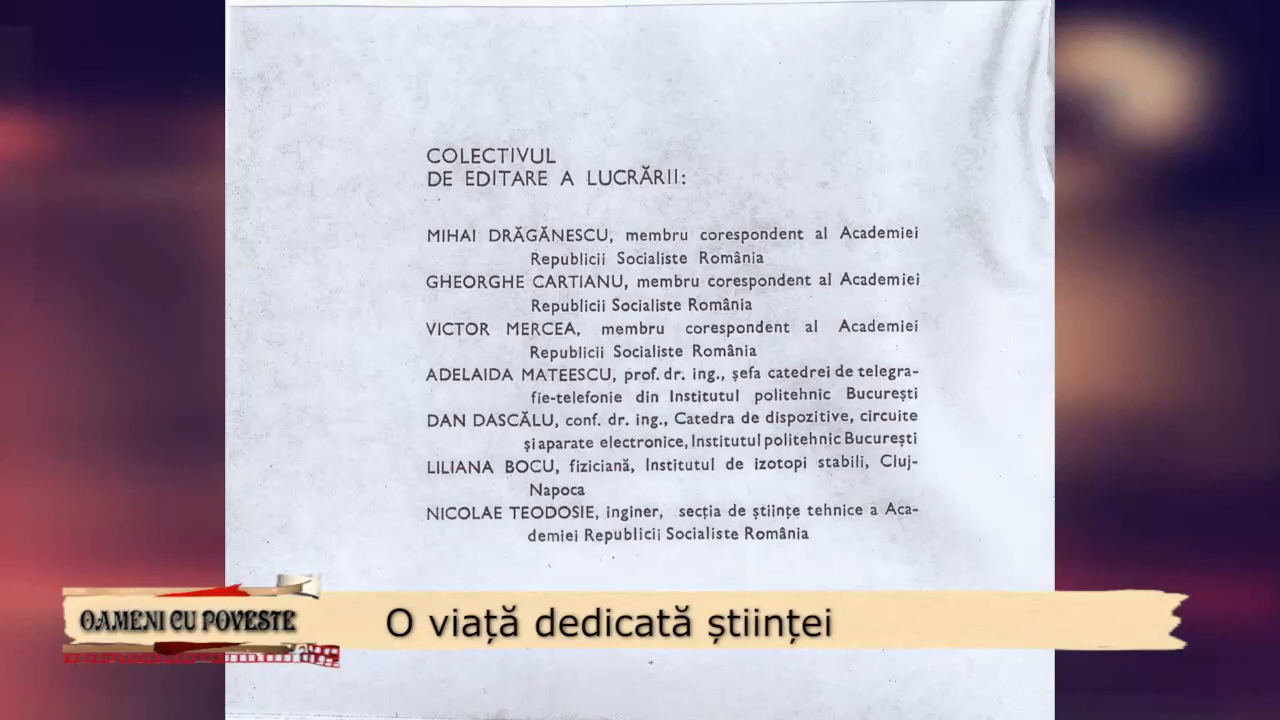 COLECTIVUL
DE EDITARE A LUCRĂRII:
MIHAI DRĂGĂNESCU, membru corespondent al Academiei
Republicii Socialiste România
GHEORGHE CARTIANU, membru corespondent al Academiei
Republicii Socialiste România
VICTOR MERCEA, membru corespondent al Academiei
Republicii Socialiste România
ADELAIDA MATEESCU, prof. dr. ing., șefa catedrei de telegra-
fie-telefonie din Institutul politehnic București
DAN DASCĂLU, conf. dr. ing., Catedra de dispozitive, circuite
și aparate electronice, Institutul politehnic București
LILIANA BOCU, fiziciană, Institutul de izotopi stabili, Cluj-
Napoca
NICOLAE TEODOSIE, inginer, secția de științe tehnice a Aca-
demiei Republicii Socialiste România
OAMENI CU POVESTE
O viață dedicată științei